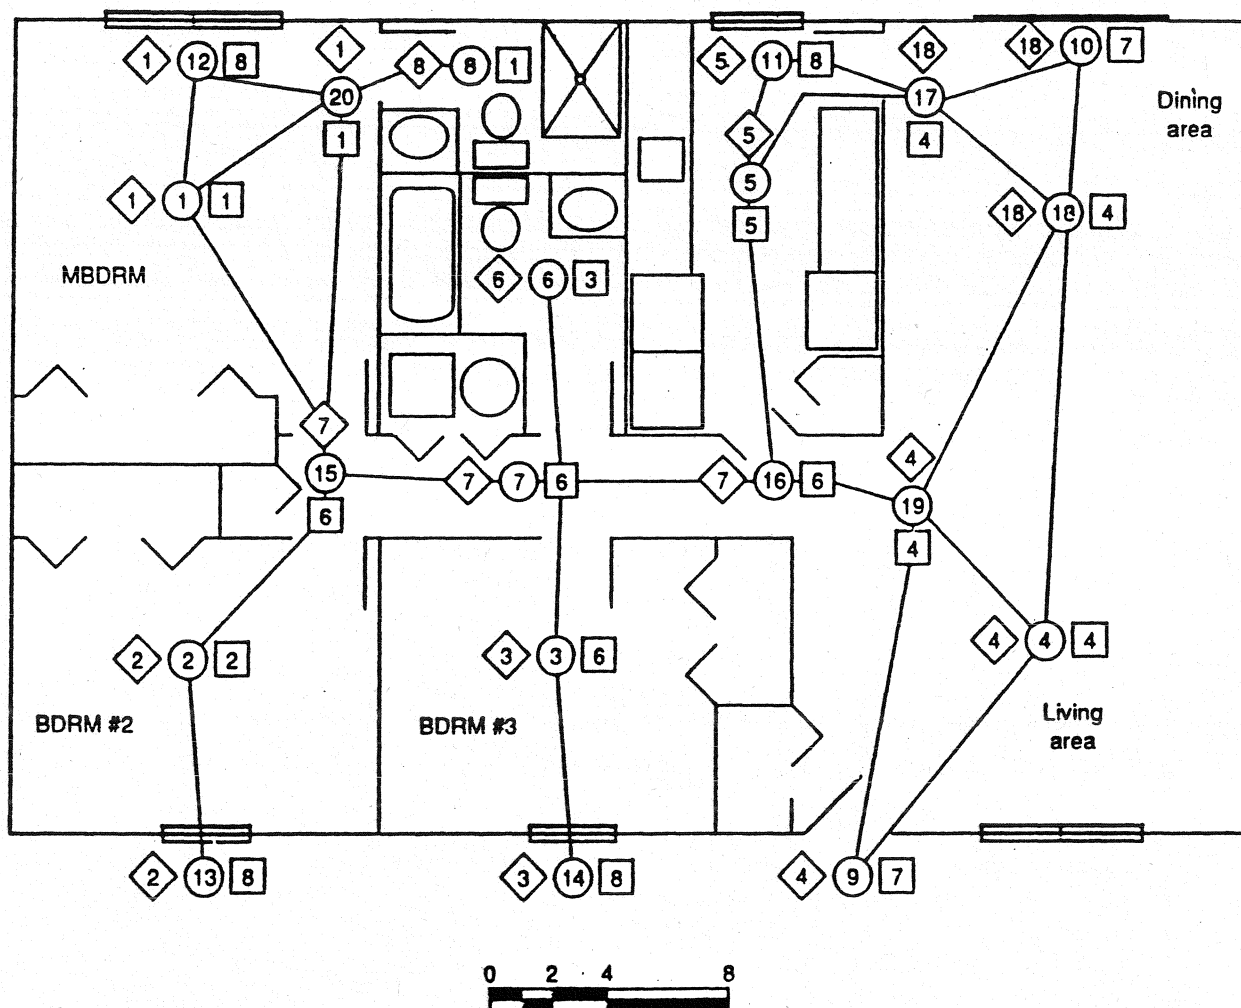 1 12 8 1 8 8 1 5 11 8 18 18 10 7
20 17
1 5 4
Dining
area
1 1 1 5 18 18 4
5
MBDRM 6 6 3
7 4
15 7 7 6 7 16 6 19
6 4
2 2 2 3 3 6 4 4 4
BDRM #2 BDRM #3
Living
area
2 13 8 3 14 8 4 9 7
0 2 4 8